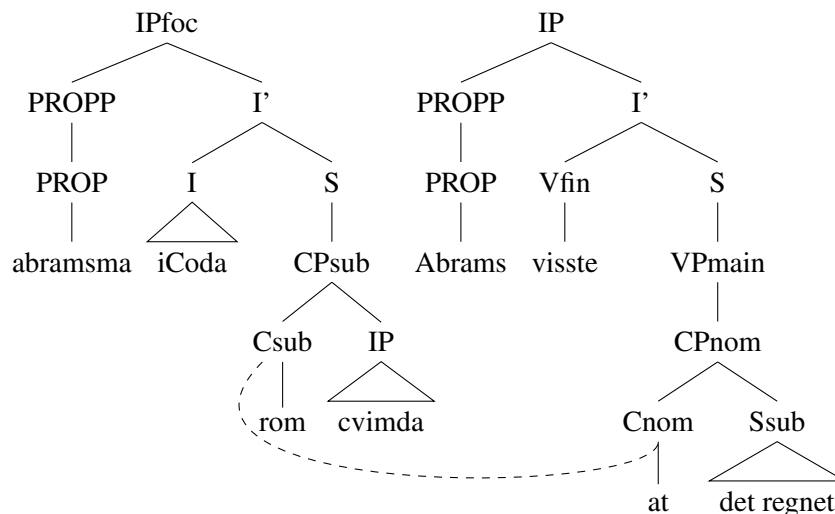 IPfoc IP
PROPP I’ PROPP I’
PROP I S PROP Vfin S
abramsma iCoda CPsub Abrams visste VPmain
Csub IP CPnom
rom cvimda Cnom Ssub
at det regnet